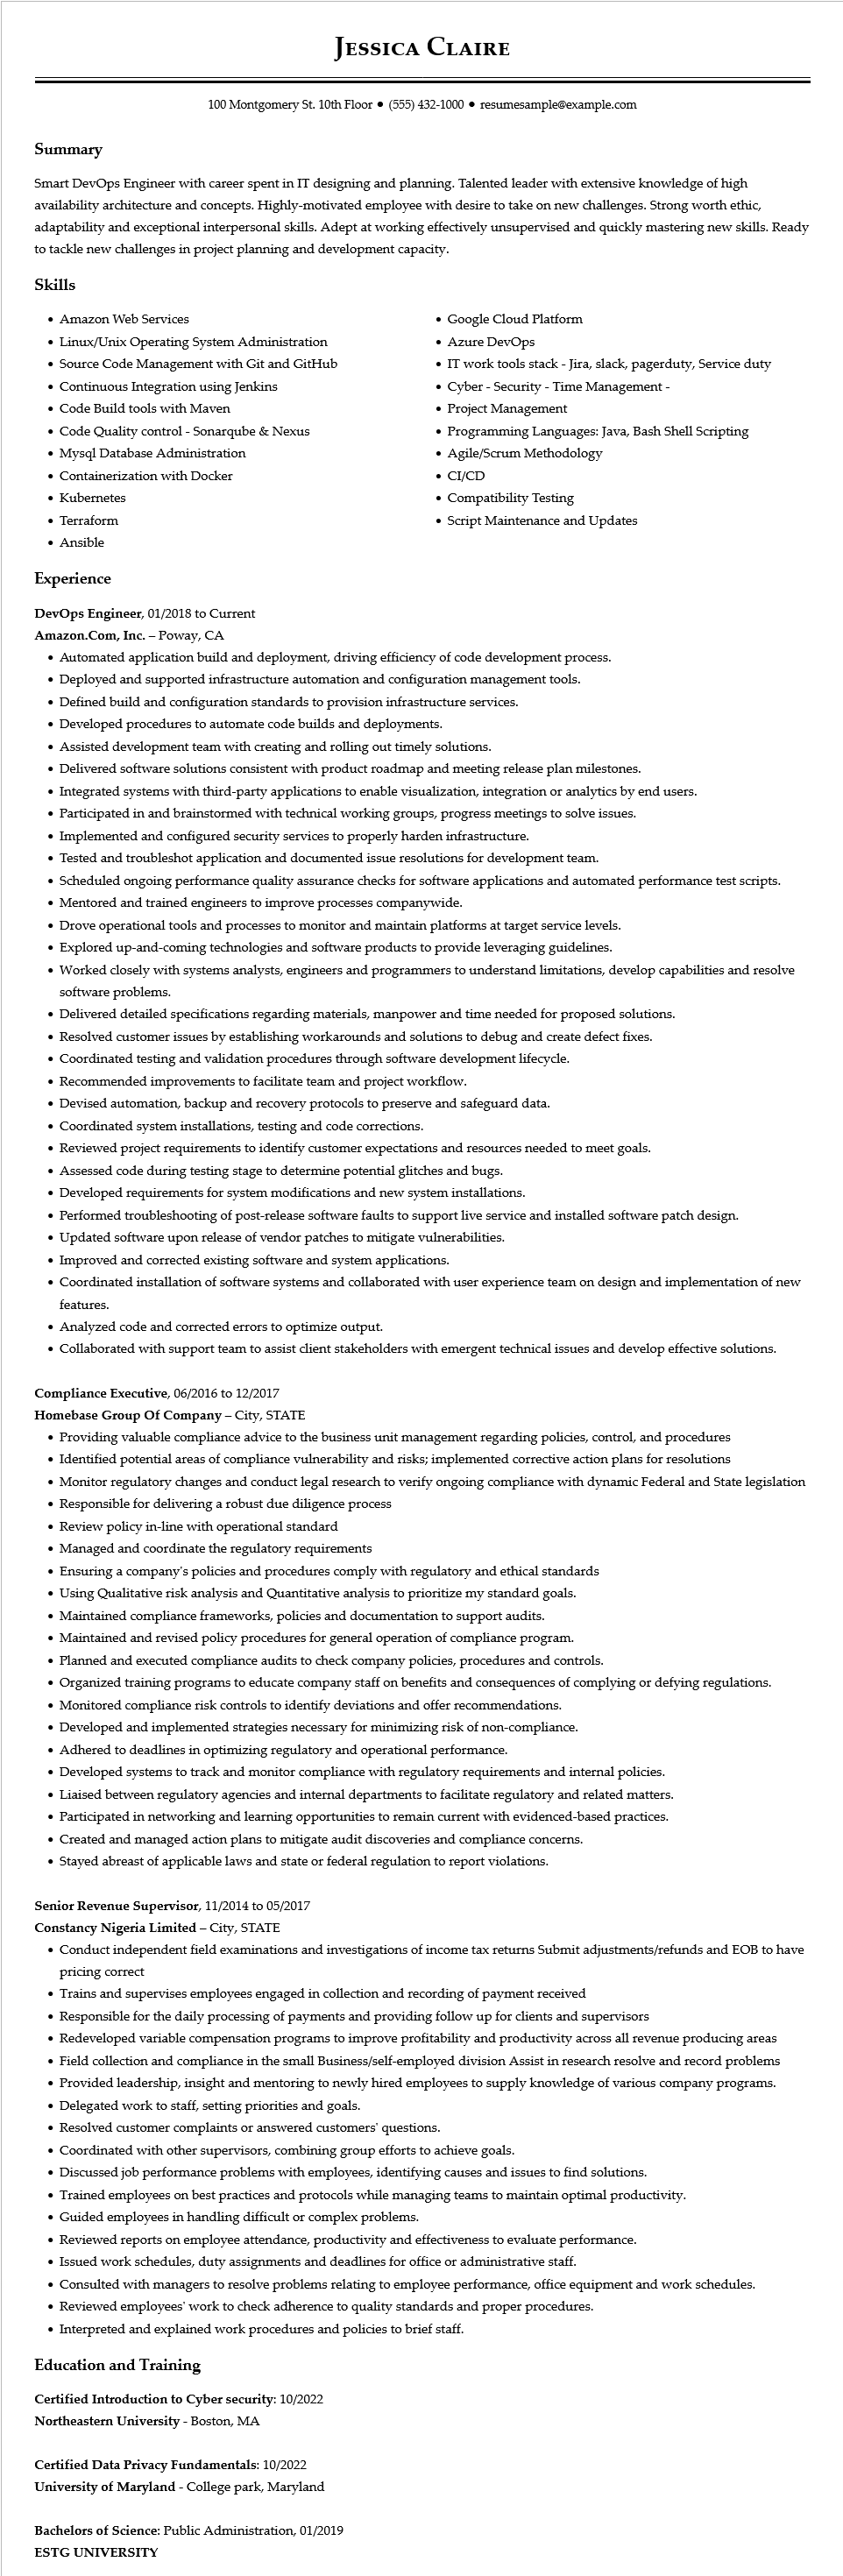 Jessica Claire
100 Montgomery St. 10th Floor ● (555) 432-1000 ● resumesample@example.com
Summary
Smart DevOps Engineer with career spent in IT designing and planning. Talented leader with extensive knowledge of high
availability architecture and concepts. Highly-motivated employee with desire to take on new challenges. Strong worth ethic,
adaptability and exceptional interpersonal skills. Adept at working effectively unsupervised and quickly mastering new skills. Ready
to tackle new challenges in project planning and development capacity.
Skills
• Amazon Web Services
• Linux/Unix Operating System Administration
• Source Code Management with Git and GitHub
• Continuous Integration using Jenkins
• Code Build tools with Maven
• Code Quality control - Sonarqube & Nexus
• Mysql Database Administration
• Containerization with Docker
• Kubernetes
• Terraform
• Ansible
• Google Cloud Platform
• Azure DevOps
• IT work tools stack - Jira, slack, pagerduty, Service duty
• Cyber - Security - Time Management -
• Project Management
• Programming Languages: Java, Bash Shell Scripting
• Agile/Scrum Methodology
• CI/CD
• Compatibility Testing
• Script Maintenance and Updates
Experience
DevOps Engineer, 01/2018 to Current
Amazon.Com, Inc. – Poway, CA
• Automated application build and deployment, driving efficiency of code development process.
• Deployed and supported infrastructure automation and configuration management tools.
• Defined build and configuration standards to provision infrastructure services.
• Developed procedures to automate code builds and deployments.
• Assisted development team with creating and rolling out timely solutions.
• Delivered software solutions consistent with product roadmap and meeting release plan milestones.
• Integrated systems with third-party applications to enable visualization, integration or analytics by end users.
• Participated in and brainstormed with technical working groups, progress meetings to solve issues.
• Implemented and configured security services to properly harden infrastructure.
• Tested and troubleshot application and documented issue resolutions for development team.
• Scheduled ongoing performance quality assurance checks for software applications and automated performance test scripts.
• Mentored and trained engineers to improve processes companywide.
• Drove operational tools and processes to monitor and maintain platforms at target service levels.
• Explored up-and-coming technologies and software products to provide leveraging guidelines.
• Worked closely with systems analysts, engineers and programmers to understand limitations, develop capabilities and resolve
software problems.
• Delivered detailed specifications regarding materials, manpower and time needed for proposed solutions.
• Resolved customer issues by establishing workarounds and solutions to debug and create defect fixes.
• Coordinated testing and validation procedures through software development lifecycle.
• Recommended improvements to facilitate team and project workflow.
• Devised automation, backup and recovery protocols to preserve and safeguard data.
• Coordinated system installations, testing and code corrections.
• Reviewed project requirements to identify customer expectations and resources needed to meet goals.
• Assessed code during testing stage to determine potential glitches and bugs.
• Developed requirements for system modifications and new system installations.
• Performed troubleshooting of post-release software faults to support live service and installed software patch design.
• Updated software upon release of vendor patches to mitigate vulnerabilities.
• Improved and corrected existing software and system applications.
• Coordinated installation of software systems and collaborated with user experience team on design and implementation of new
features.
• Analyzed code and corrected errors to optimize output.
• Collaborated with support team to assist client stakeholders with emergent technical issues and develop effective solutions.
Compliance Executive, 06/2016 to 12/2017
Homebase Group Of Company – City, STATE
• Providing valuable compliance advice to the business unit management regarding policies, control, and procedures
• Identified potential areas of compliance vulnerability and risks; implemented corrective action plans for resolutions
• Monitor regulatory changes and conduct legal research to verify ongoing compliance with dynamic Federal and State legislation
• Responsible for delivering a robust due diligence process
• Review policy in-line with operational standard
• Managed and coordinate the regulatory requirements
• Ensuring a company's policies and procedures comply with regulatory and ethical standards
• Using Qualitative risk analysis and Quantitative analysis to prioritize my standard goals.
• Maintained compliance frameworks, policies and documentation to support audits.
• Maintained and revised policy procedures for general operation of compliance program.
• Planned and executed compliance audits to check company policies, procedures and controls.
• Organized training programs to educate company staff on benefits and consequences of complying or defying regulations.
• Monitored compliance risk controls to identify deviations and offer recommendations.
• Developed and implemented strategies necessary for minimizing risk of non-compliance.
• Adhered to deadlines in optimizing regulatory and operational performance.
• Developed systems to track and monitor compliance with regulatory requirements and internal policies.
• Liaised between regulatory agencies and internal departments to facilitate regulatory and related matters.
• Participated in networking and learning opportunities to remain current with evidenced-based practices.
• Created and managed action plans to mitigate audit discoveries and compliance concerns.
• Stayed abreast of applicable laws and state or federal regulation to report violations.
Senior Revenue Supervisor, 11/2014 to 05/2017
Constancy Nigeria Limited – City, STATE
• Conduct independent field examinations and investigations of income tax returns Submit adjustments/refunds and EOB to have
pricing correct
• Trains and supervises employees engaged in collection and recording of payment received
• Responsible for the daily processing of payments and providing follow up for clients and supervisors
• Redeveloped variable compensation programs to improve profitability and productivity across all revenue producing areas
• Field collection and compliance in the small Business/self-employed division Assist in research resolve and record problems
• Provided leadership, insight and mentoring to newly hired employees to supply knowledge of various company programs.
• Delegated work to staff, setting priorities and goals.
• Resolved customer complaints or answered customers' questions.
• Coordinated with other supervisors, combining group efforts to achieve goals.
• Discussed job performance problems with employees, identifying causes and issues to find solutions.
• Trained employees on best practices and protocols while managing teams to maintain optimal productivity.
• Guided employees in handling difficult or complex problems.
• Reviewed reports on employee attendance, productivity and effectiveness to evaluate performance.
• Issued work schedules, duty assignments and deadlines for office or administrative staff.
• Consulted with managers to resolve problems relating to employee performance, office equipment and work schedules.
• Reviewed employees' work to check adherence to quality standards and proper procedures.
• Interpreted and explained work procedures and policies to brief staff.
Education and Training
Certified Introduction to Cyber security: 10/2022
Northeastern University - Boston, MA
Certified Data Privacy Fundamentals: 10/2022
University of Maryland - College park, Maryland
Bachelors of Science: Public Administration, 01/2019
ESTG UNIVERSITY